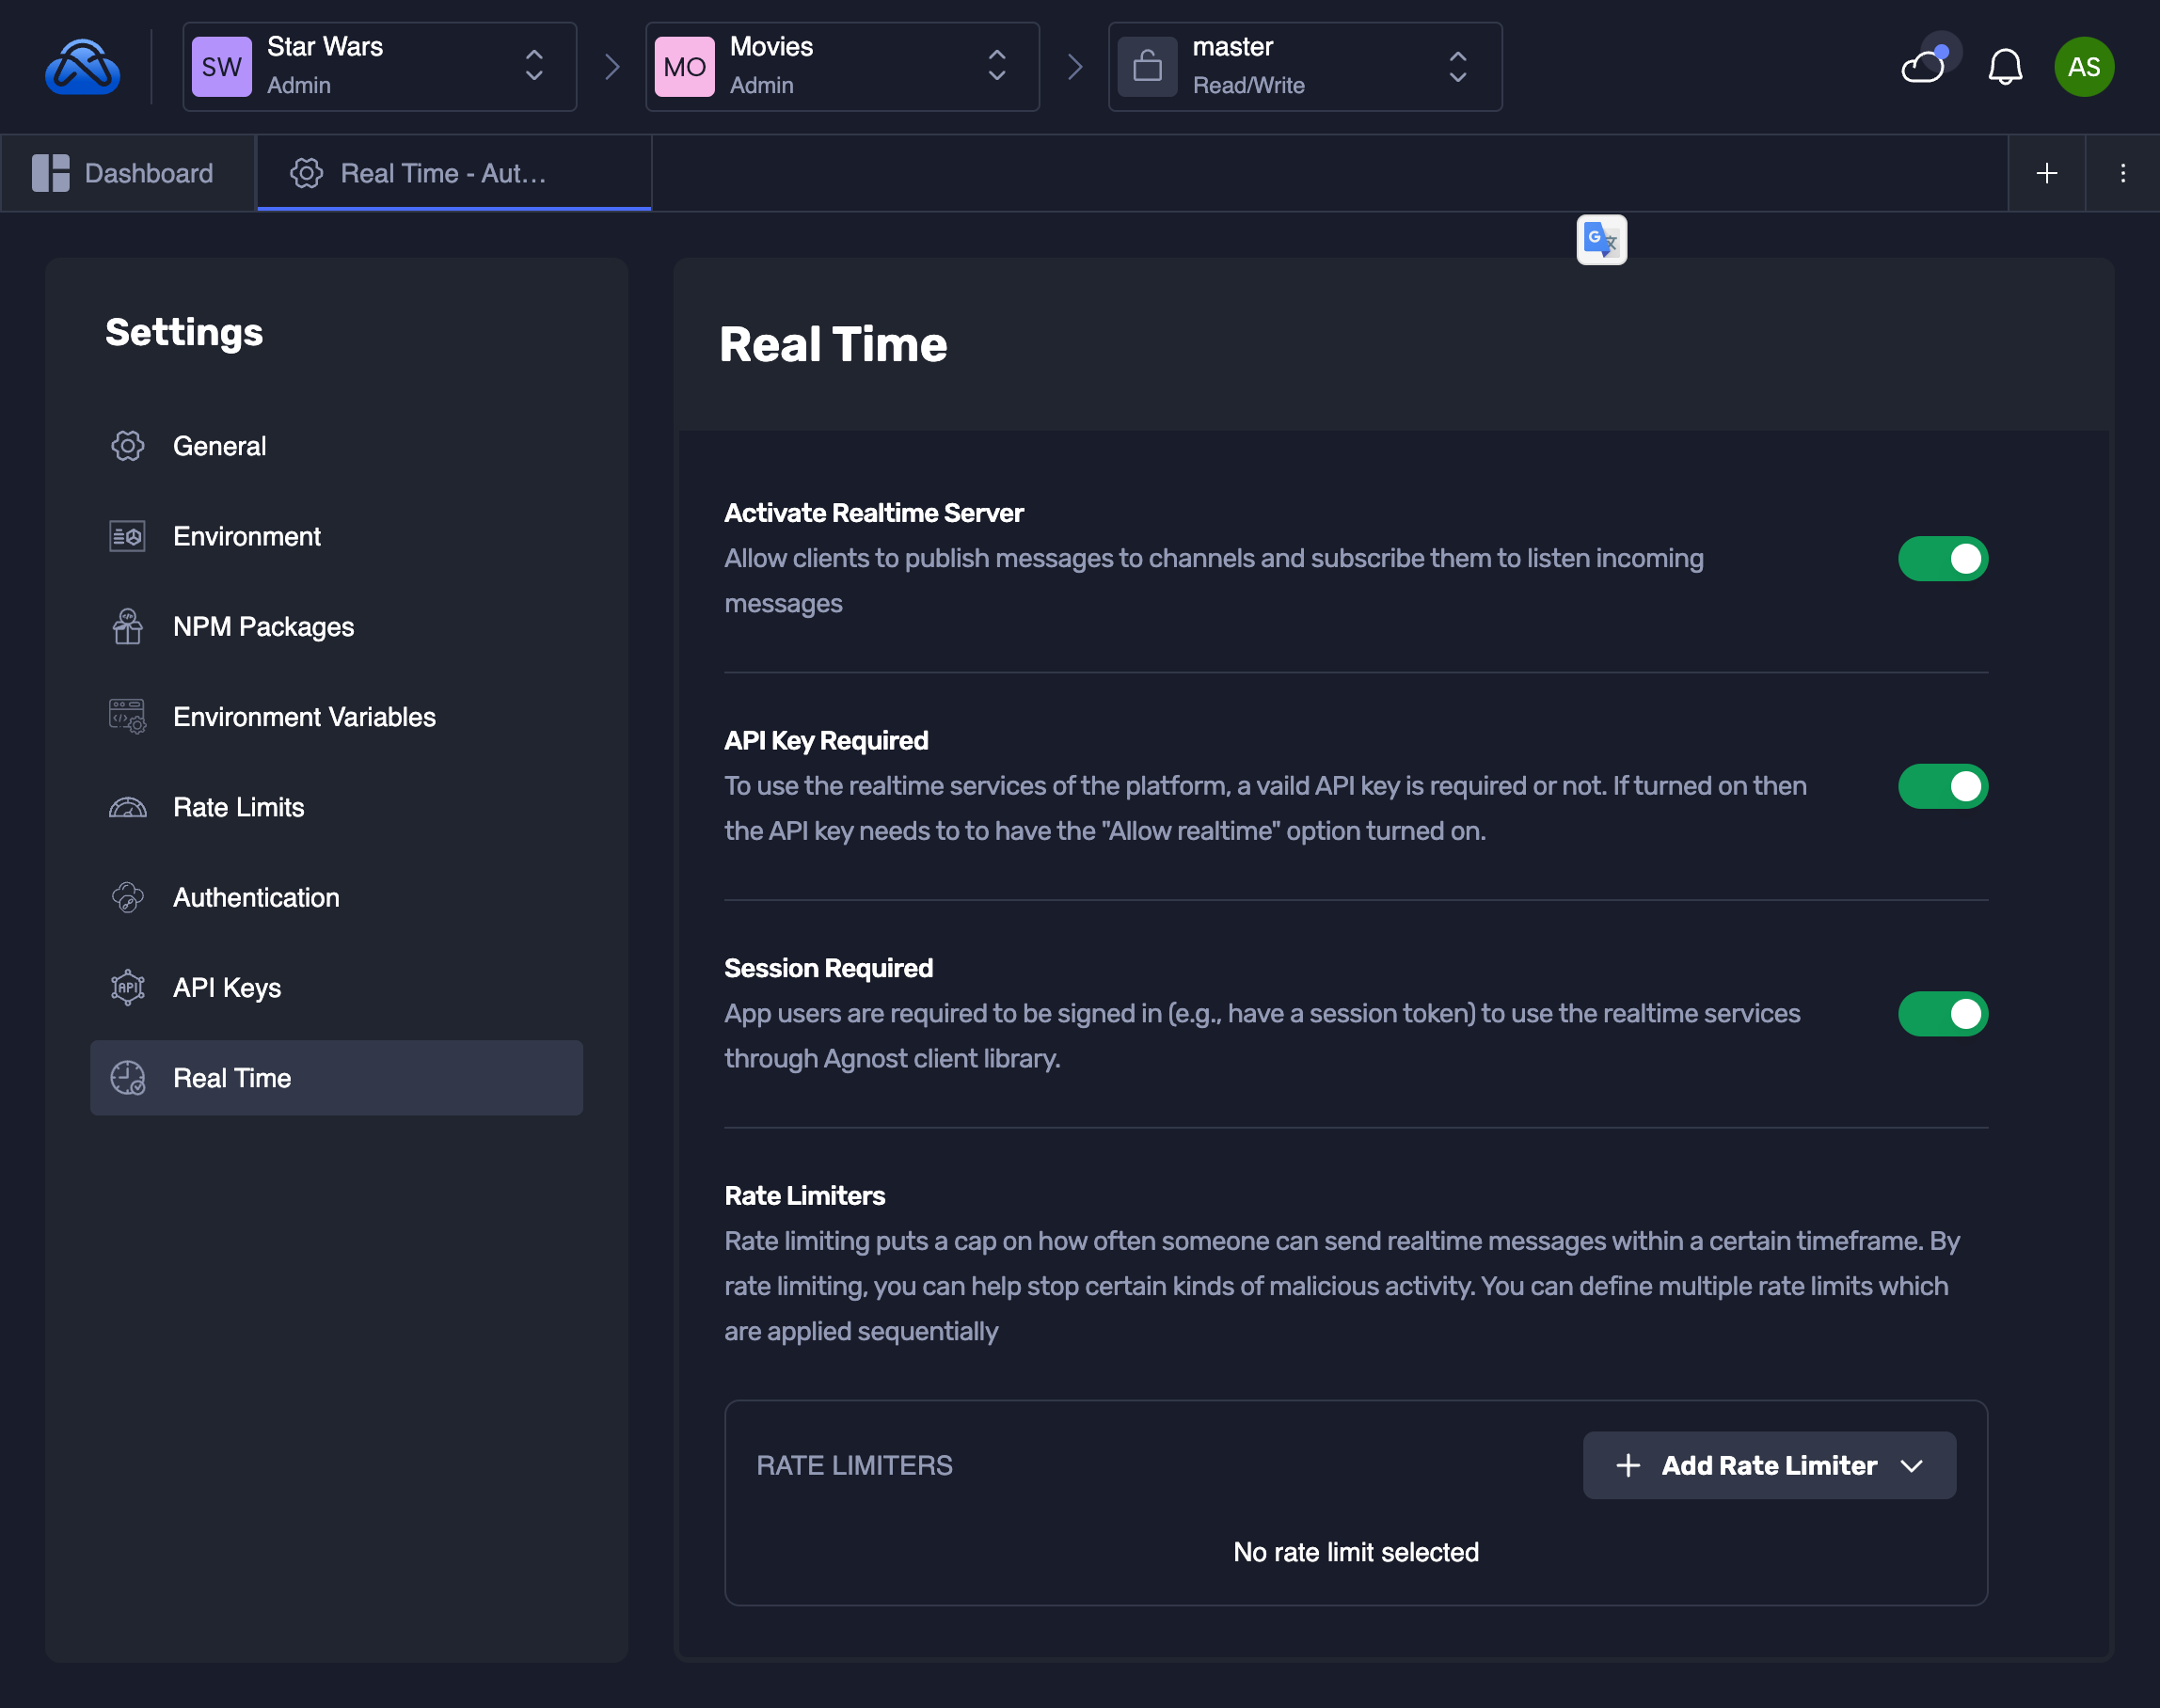 SW
Star Wars
Admin
MO
Movies
Admin
master
Read/Write
AS
Dashboard
Real Time - Aut...
G
Settings
General
Environment
NPM Packages
Environment Variables
Rate Limits
Authentication
API
API Keys
Real Time
Real Time
Activate Realtime Server
Allow clients to publish messages to channels and subscribe them to listen incoming
messages
API Key Required
To use the realtime services of the platform, a vaild API key is required or not. If turned on then
the API key needs to to have the "Allow realtime" option turned on.
Session Required
App users are required to be signed in (e.g., have a session token) to use the realtime services
through Agnost client library.
Rate Limiters
Rate limiting puts a cap on how often someone can send realtime messages within a certain timeframe. By
rate limiting, you can help stop certain kinds of malicious activity. You can define multiple rate limits which
are applied sequentially
RATE LIMITERS
Add Rate Limiter
No rate limit selected